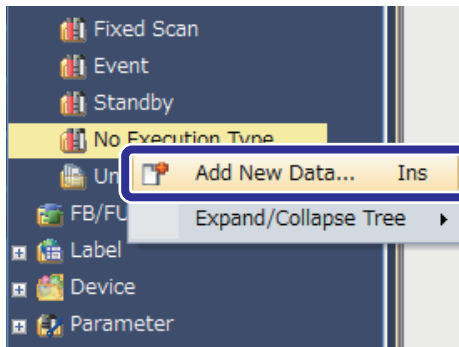 Fixed Scan
Event
Standby
No Execution Type
Add New Data... Ins
FB/FU
Expand/Collapse Tree
Label
Device
Parameter